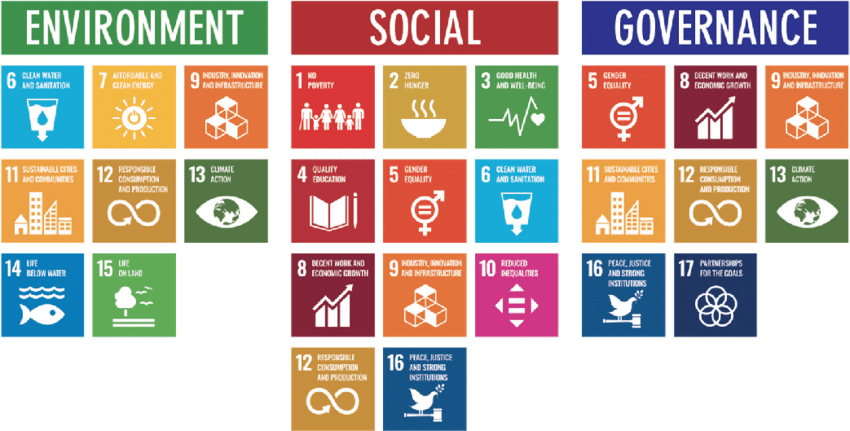 ENVIRONMENT
6 CLEAN WATER
AND SANITATION
7 AFFORDABLE AND
CLEAN ENERGY
9 INDUSTRY, INNOVATION
AND INFRASTRUCTURE
11 SUSTAINABLE CITIES
AND COMMUNITIES
12 RESPONSIBLE
CONSUMPTION
AND PRODUCTION
13 CLIMATE
ACTION
14 LIFE
BELOW WATER
15 LIFE
ON LAND
SOCIAL
1 NO
POVERTY
2 ZERO
HUNGER
3 GOOD HEALTH
AND WELL-BEING
4 QUALITY
EDUCATION
5 GENDER
EQUALITY
6 CLEAN WATER
AND SANITATION
8 DECENT WORK AND
ECONOMIC GROWTH
9 INDUSTRY, INNOVATION
AND INFRASTRUCTURE
10 REDUCED
INEQUALITIES
12 RESPONSIBLE
CONSUMPTION
AND PRODUCTION
16 PEACE, JUSTICE
AND STRONG
INSTITUTIONS
GOVERNANCE
5 GENDER
EQUALITY
8 DECENT WORK AND
ECONOMIC GROWTH
9 INDUSTRY, INNOVATION
AND INFRASTRUCTURE
11 SUSTAINABLE CITIES
AND COMMUNITIES
12 RESPONSIBLE
CONSUMPTION
AND PRODUCTION
13 CLIMATE
ACTION
16 PEACE, JUSTICE
AND STRONG
INSTITUTIONS
17 PARTNERSHIPS
FOR THE GOALS